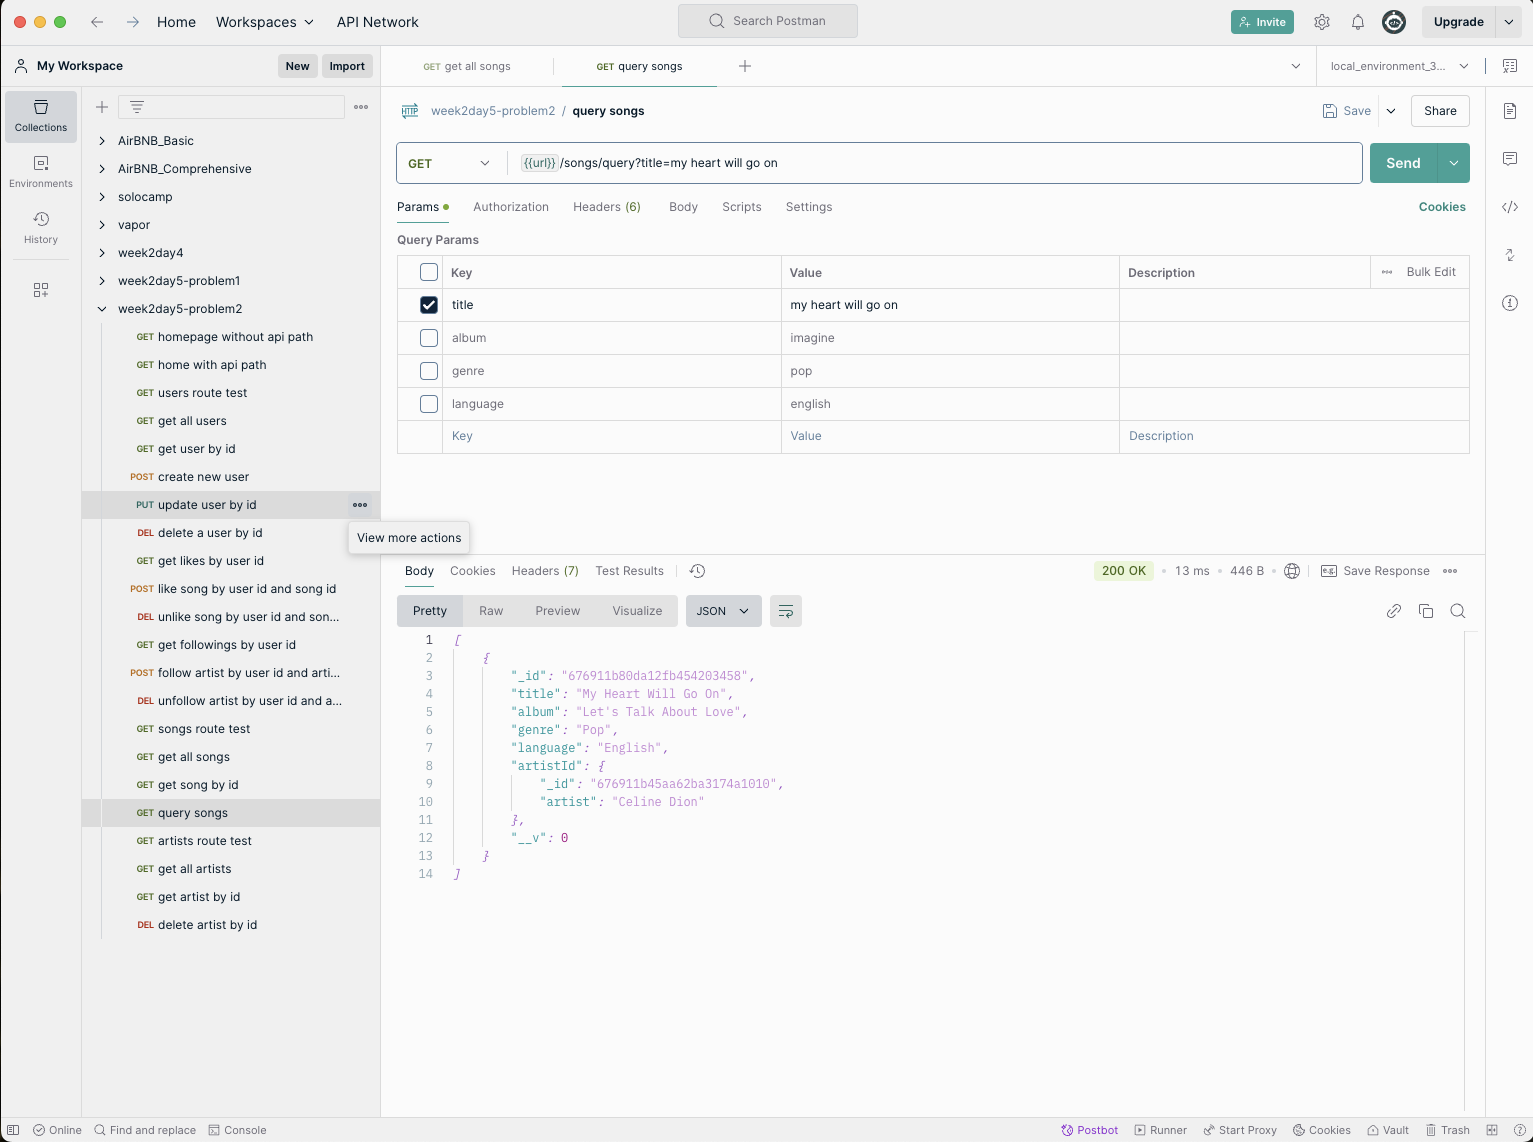 Home Workspaces API Network Search Postman Invite Upgrade
My Workspace New Import
GET get all songs GET query songs local_environment_3...
Collections
Environments
History
AirBNB_Basic
AirBNB_Comprehensive
solocamp
vapor
week2day4
week2day5-problem1
week2day5-problem2
GET homepage without api path
GET home with api path
GET users route test
GET get all users
GET get user by id
POST create new user
PUT update user by id
DEL delete a user by id
GET get likes by user id
POST like song by user id and song id
DEL unlike song by user id and son...
GET get followings by user id
POST follow artist by user id and arti...
DEL unfollow artist by user id and a...
GET songs route test
GET get all songs
GET get song by id
GET query songs
GET artists route test
GET get all artists
GET get artist by id
DEL delete artist by id
View more actions
HTTP week2day5-problem2 / query songs Save Share
GET {{url}}/songs/query?title=my heart will go on Send
Params Authorization Headers (6) Body Scripts Settings Cookies
Query Params
Key Value Description Bulk Edit
title my heart will go on
album imagine
genre pop
language english
Key Value Description
Body Cookies Headers (7) Test Results 200 OK 13 ms 446 B e.g. Save Response
Pretty Raw Preview Visualize JSON
1 [
2 {
3 "_id": "676911b80da12fb454203458",
4 "title": "My Heart Will Go On",
5 "album": "Let's Talk About Love",
6 "genre": "Pop",
7 "language": "English",
8 "artistId": {
9 "_id": "676911b45aa62ba3174a1010",
10 "artist": "Celine Dion"
11 },
12 "__v": 0
13 }
14 ]
Online Find and replace Console Postbot Runner Start Proxy Cookies Vault Trash